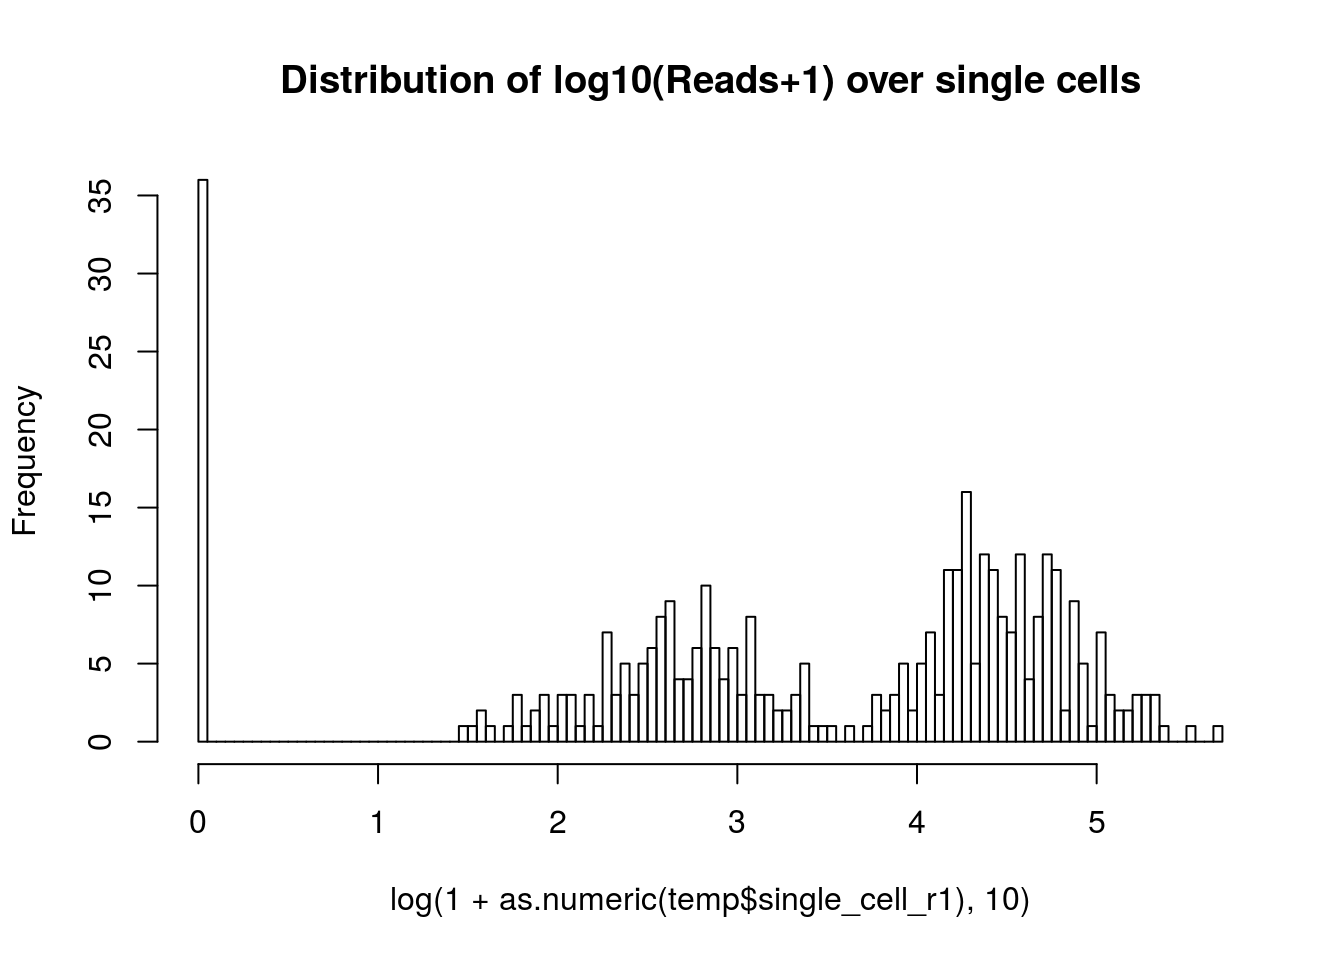 Distribution of log10(Reads+1) over single cells
Frequency
35
30
25
20
15
10
5
0
0 1 2 3 4 5
log(1 + as.numeric(temp$single_cell_r1), 10)